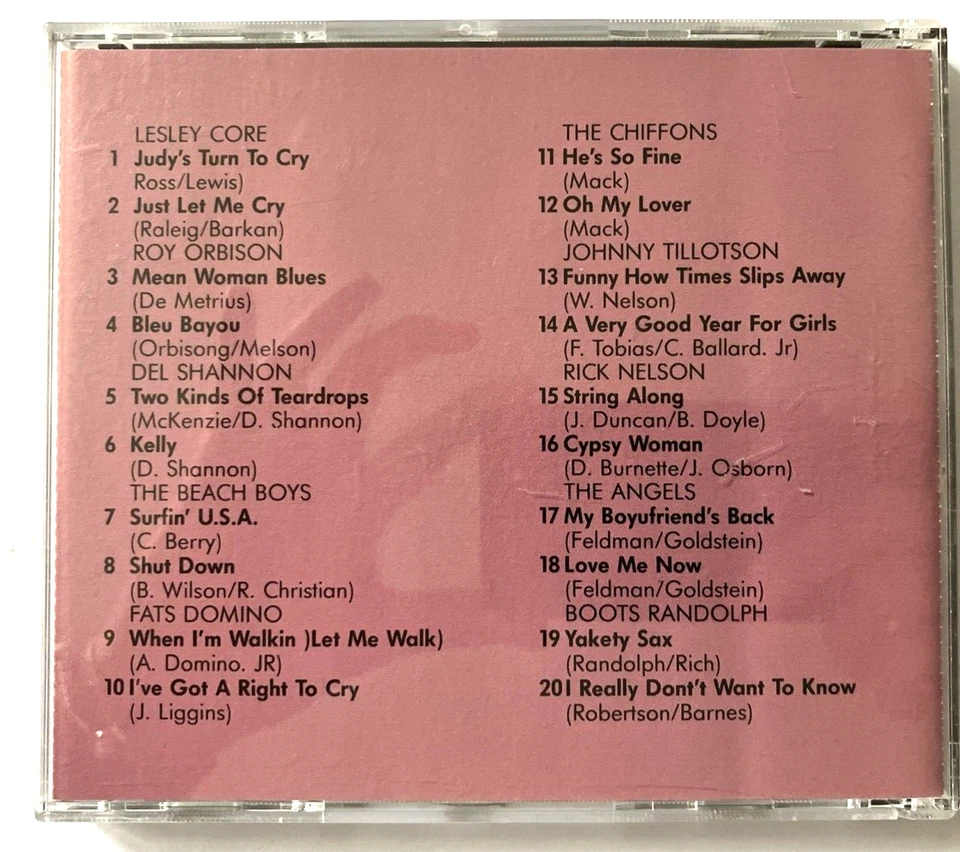 LESLEY CORE
1 Judy's Turn To Cry
Ross/Lewis)
2 Just Let Me Cry
(Raleig/Barkan)
ROY ORBISON
3 Mean Woman Blues
(De Metrius)
4 Bleu Bayou
(Orbisong/Melson)
DEL SHANNON
5 Two Kinds Of Teardrops
(McKenzie/D. Shannon)
6 Kelly
(D. Shannon)
THE BEACH BOYS
7 Surfin' U.S.A.
(C. Berry)
8 Shut Down
(B. Wilson/R. Christian)
FATS DOMINO
9 When I'm Walkin )Let Me Walk)
(A. Domino. JR)
10 I've Got A Right To Cry
(J. Liggins)
THE CHIFFONS
11 He's So Fine
(Mack)
12 Oh My Lover
(Mack)
JOHNNY TILLOTSON
13 Funny How Times Slips Away
(W. Nelson)
14 A Very Good Year For Girls
(F. Tobias/C. Ballard. Jr)
RICK NELSON
15 String Along
(J. Duncan/B. Doyle)
16 Cypsy Woman
(D. Burnette/J. Osborn)
THE ANGELS
17 My Boyufriend's Back
(Feldman/Goldstein)
18 Love Me Now
(Feldman/Goldstein)
BOOTS RANDOLPH
19 Yakety Sax
(Randolph/Rich)
20 I Really Dont't Want To Know
(Robertson/Barnes)